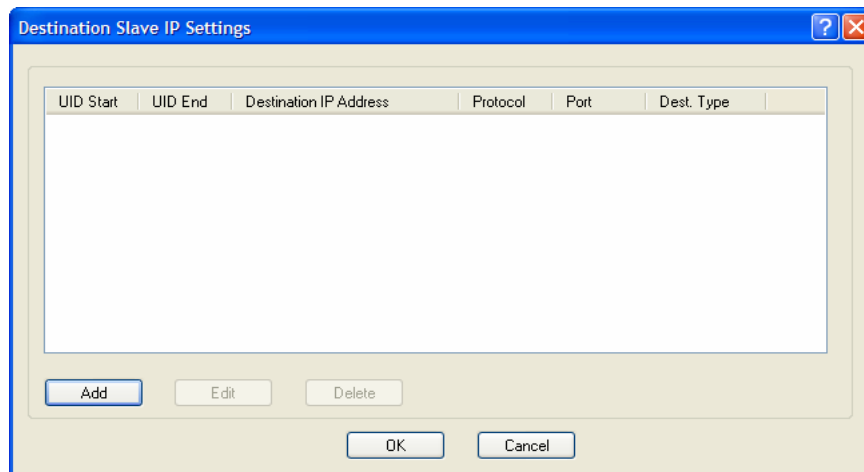 Destination Slave IP Settings
UID Start UID End Destination IP Address Protocol Port Dest. Type
Add Edit Delete
OK Cancel